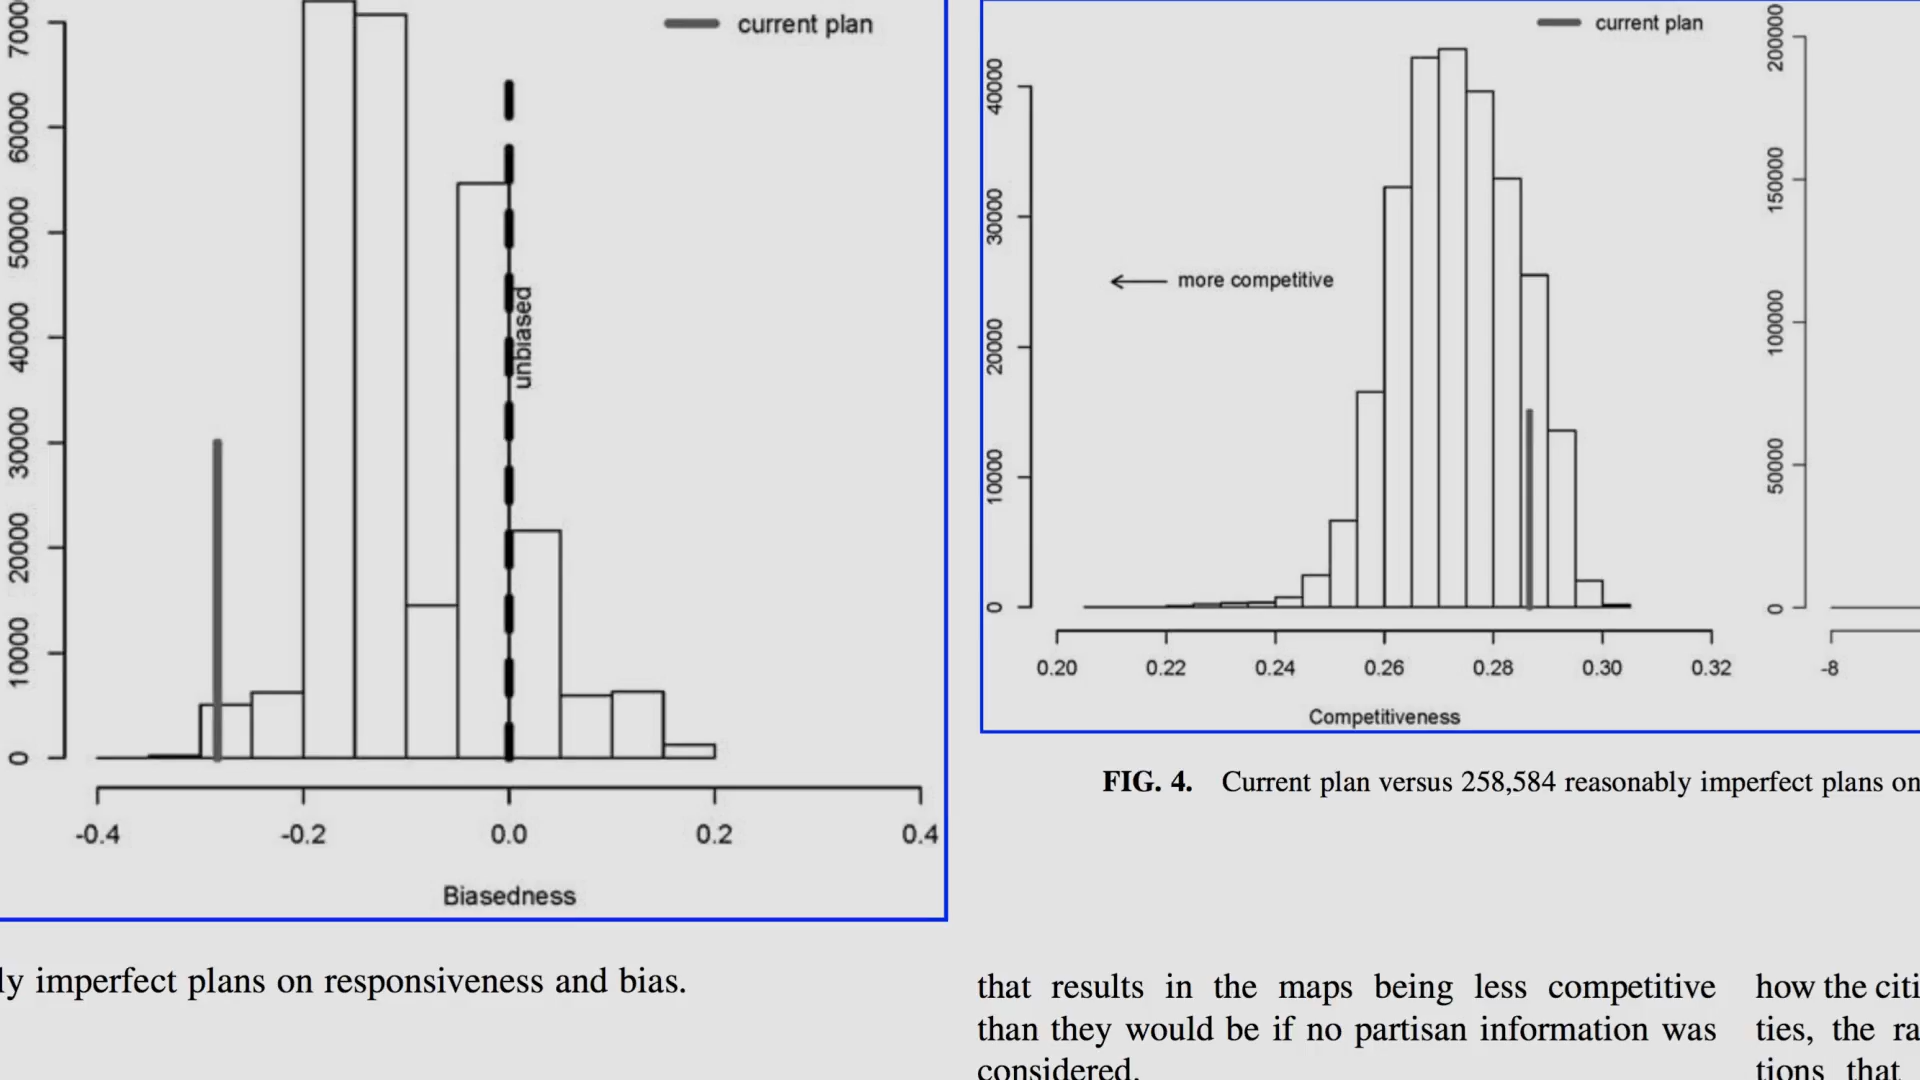 current plan
7000
60000
50000
40000
30000
20000
10000
0
unbiased
-0.4
-0.2
0.0
0.2
0.4
Biasedness
ly imperfect plans on responsiveness and bias.
current plan
40000
30000
20000
10000
0
more competitive
0.20
0.22
0.24
0.26
0.28
0.30
0.32
Competitiveness
200000
150000
100000
50000
0
-8
FIG. 4. Current plan versus 258,584 reasonably imperfect plans on
that results in the maps being less competitive
than they would be if no partisan information was
considered.
how the citi
ties, the ra
tions that